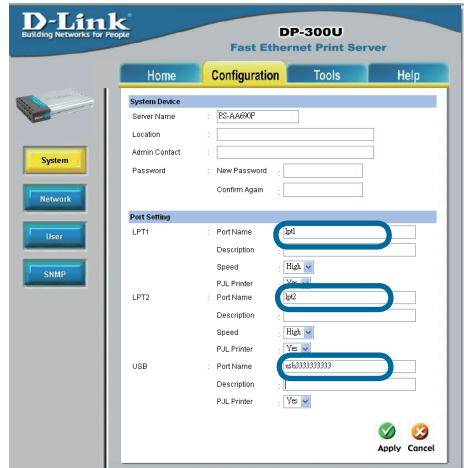 D-Link
Building Networks for People
DP-300U
Fast Ethernet Print Server
Home Configuration Tools Help
System
Network
User
SNMP
System Device
Server Name : PS-AA690F
Location :
Admin Contact :
Password : New Password :
Confirm Again :
Port Setting
LPT1 : Port Name : lpt1
Description :
Speed : High
PJL Printer : Yes
LPT2 : Port Name : lpt2
Description :
Speed : High
PJL Printer : Yes
USB : Port Name : usb3333333333
Description :
PJL Printer : Yes
Apply Cancel